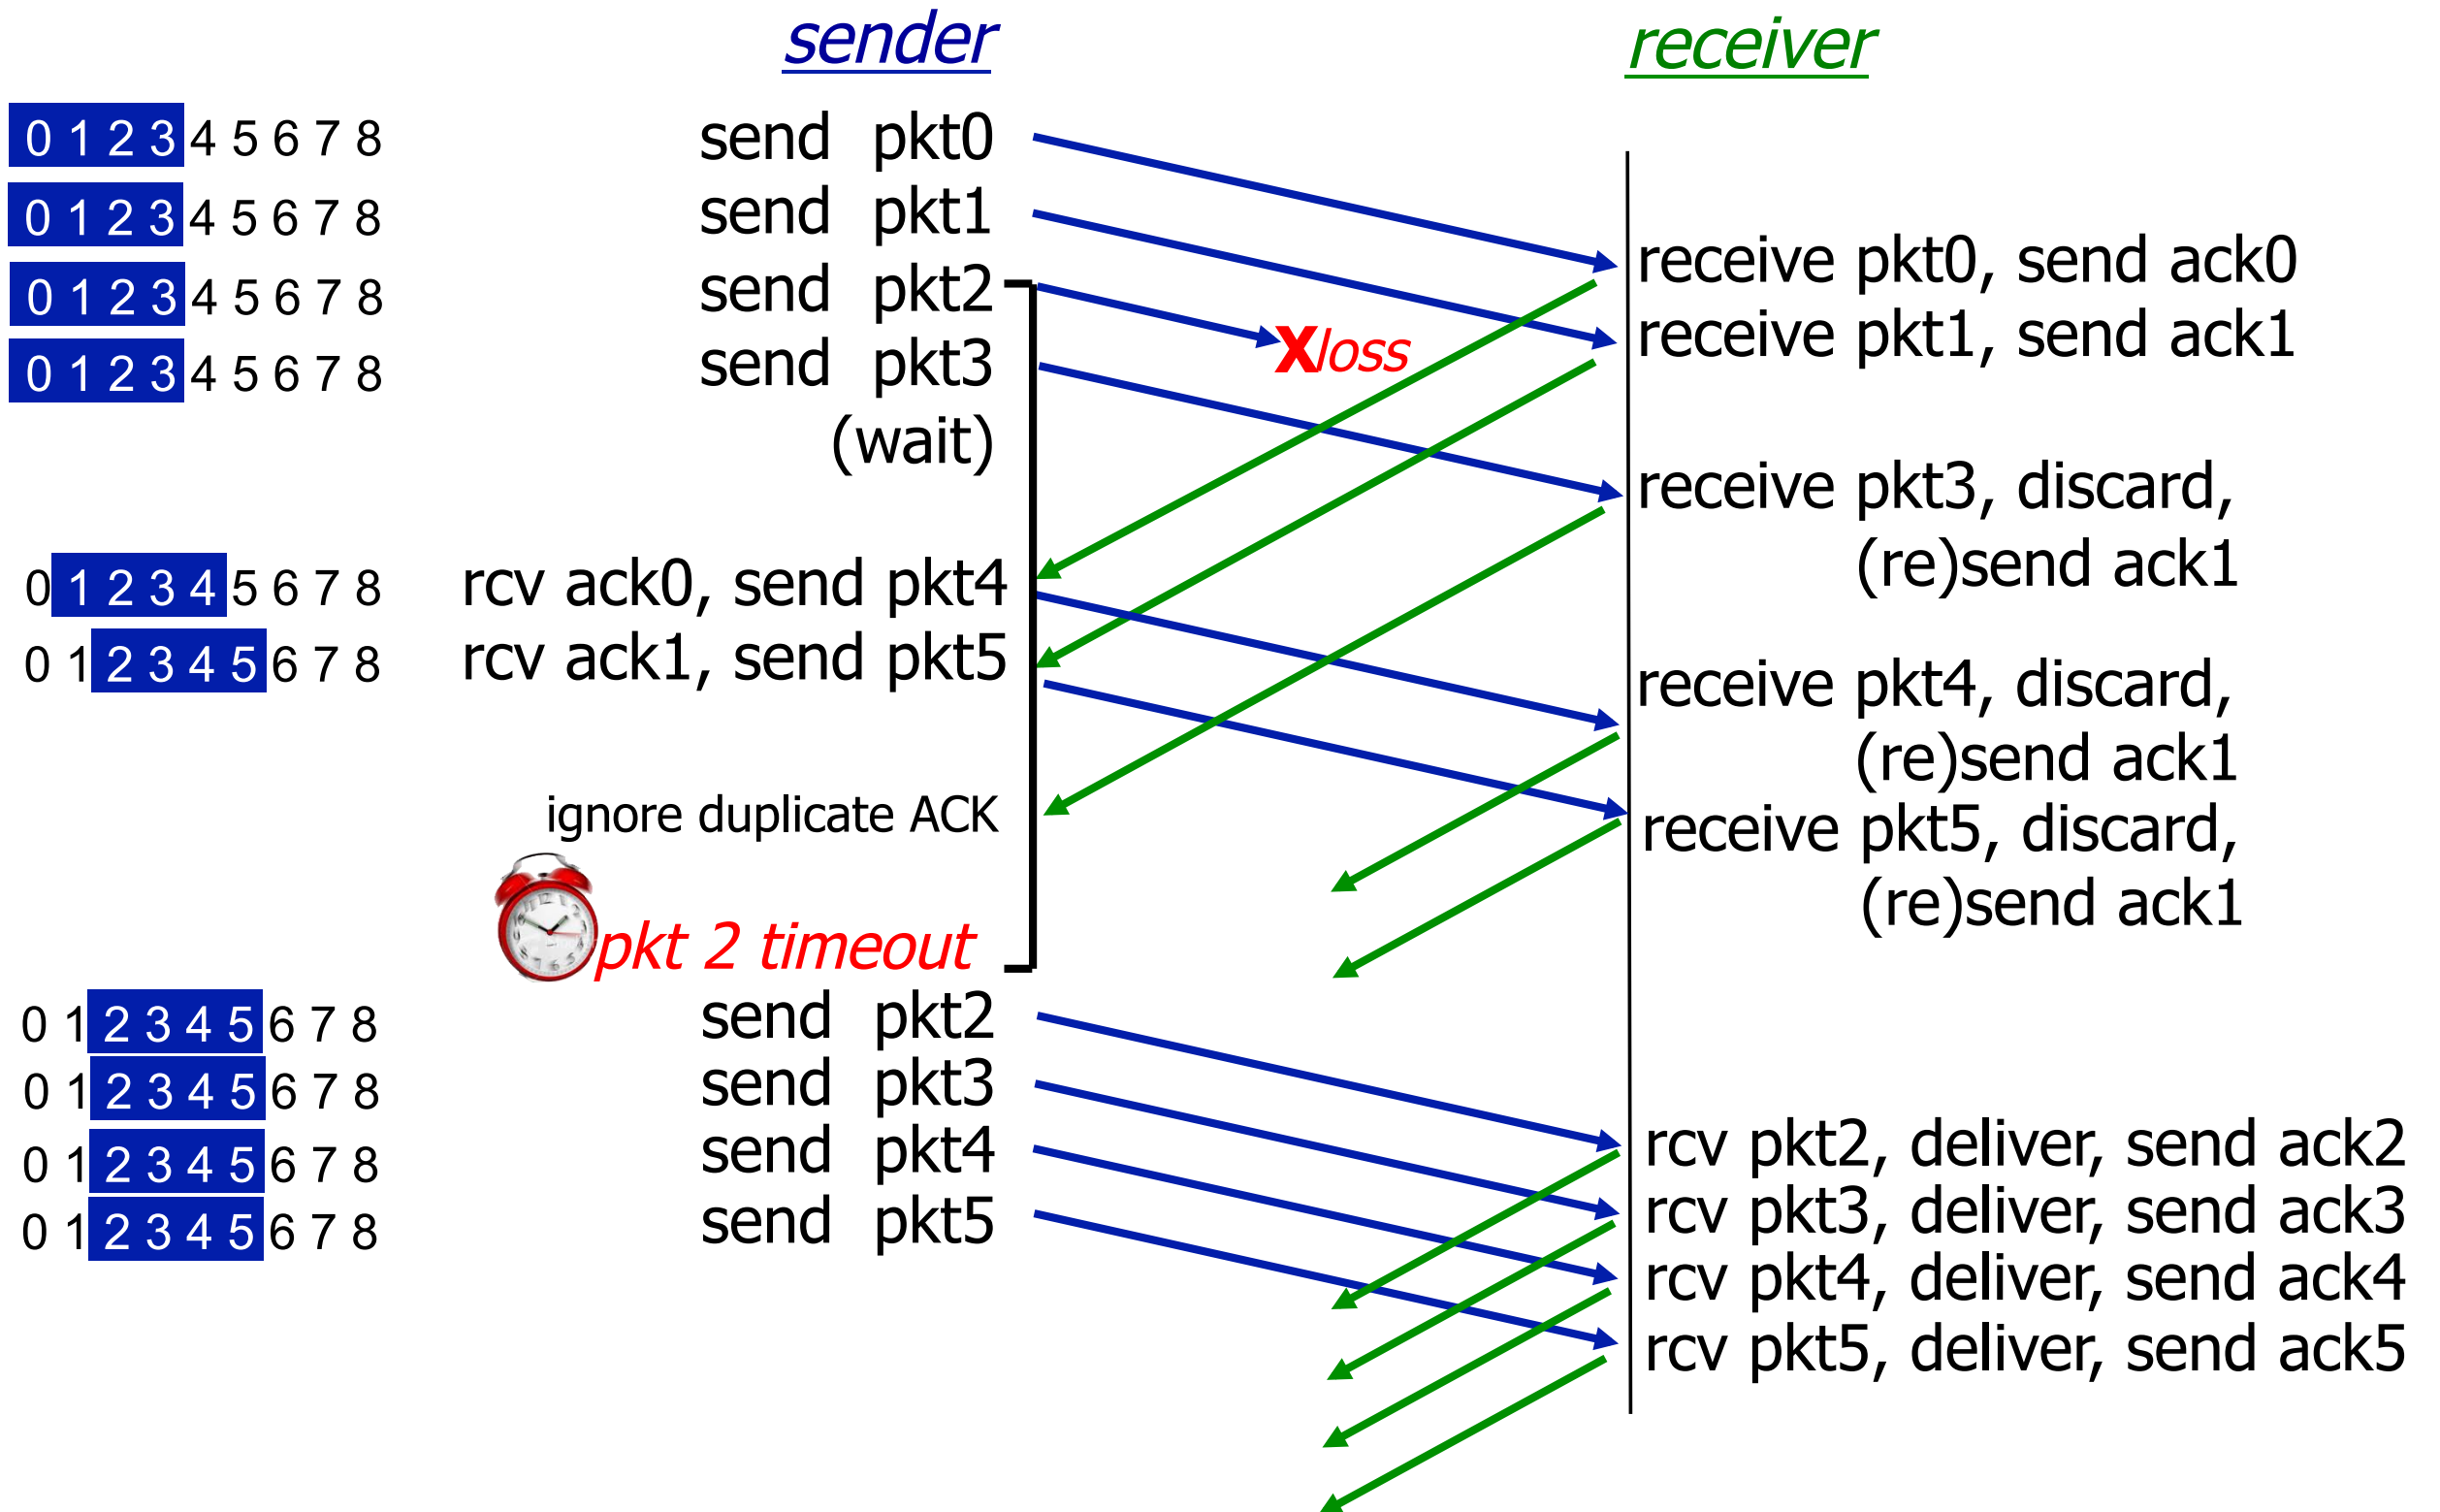 sender receiver
0 1 2 3 4 5 6 7 8 send pkt0
0 1 2 3 4 5 6 7 8 send pkt1
receive pkt0, send ack0
0 1 2 3 4 5 6 7 8 send pkt2
receive pkt1, send ack1
Xloss
0 1 2 3 4 5 6 7 8 send pkt3
(wait)
receive pkt3, discard,
(re)send ack1
0 1 2 3 4 5 6 7 8 rcv ack0, send pkt4
0 1 2 3 4 5 6 7 8 rcv ack1, send pkt5
receive pkt4, discard,
(re)send ack1
ignore duplicate ACK
receive pkt5, discard,
(re)send ack1
pkt 2 timeout
0 1 2 3 4 5 6 7 8 send pkt2
0 1 2 3 4 5 6 7 8 send pkt3
0 1 2 3 4 5 6 7 8 send pkt4
0 1 2 3 4 5 6 7 8 send pkt5
rcv pkt2, deliver, send ack2
rcv pkt3, deliver, send ack3
rcv pkt4, deliver, send ack4
rcv pkt5, deliver, send ack5